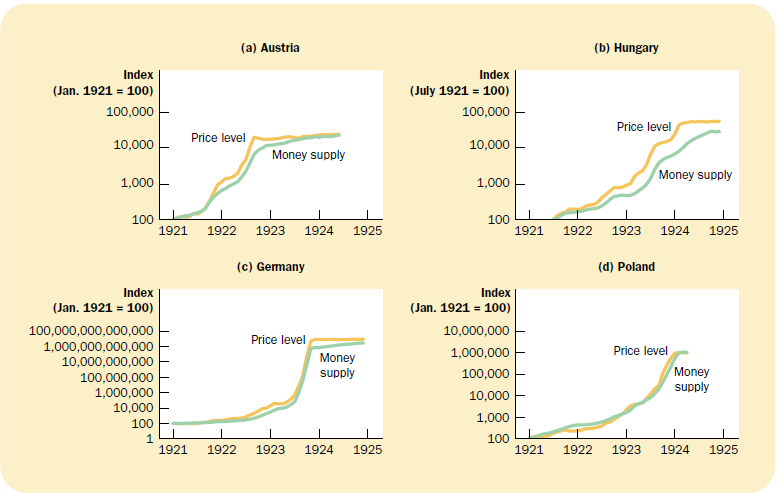 (a) Austria
Index
(Jan. 1921 = 100)
100,000
10,000
1,000
100
Price level
Money supply
1921 1922 1923 1924 1925
(b) Hungary
Index
(July 1921 = 100)
100,000
10,000
1,000
100
Price level
Money supply
1921 1922 1923 1924 1925
(c) Germany
Index
(Jan. 1921 = 100)
100,000,000,000,000
1,000,000,000,000
10,000,000,000
100,000,000
1,000,000
10,000
100
1
Price level
Money
supply
1921 1922 1923 1924 1925
(d) Poland
Index
(Jan. 1921 = 100)
10,000,000
1,000,000
100,000
10,000
1,000
100
Price level
Money
supply
1921 1922 1923 1924 1925